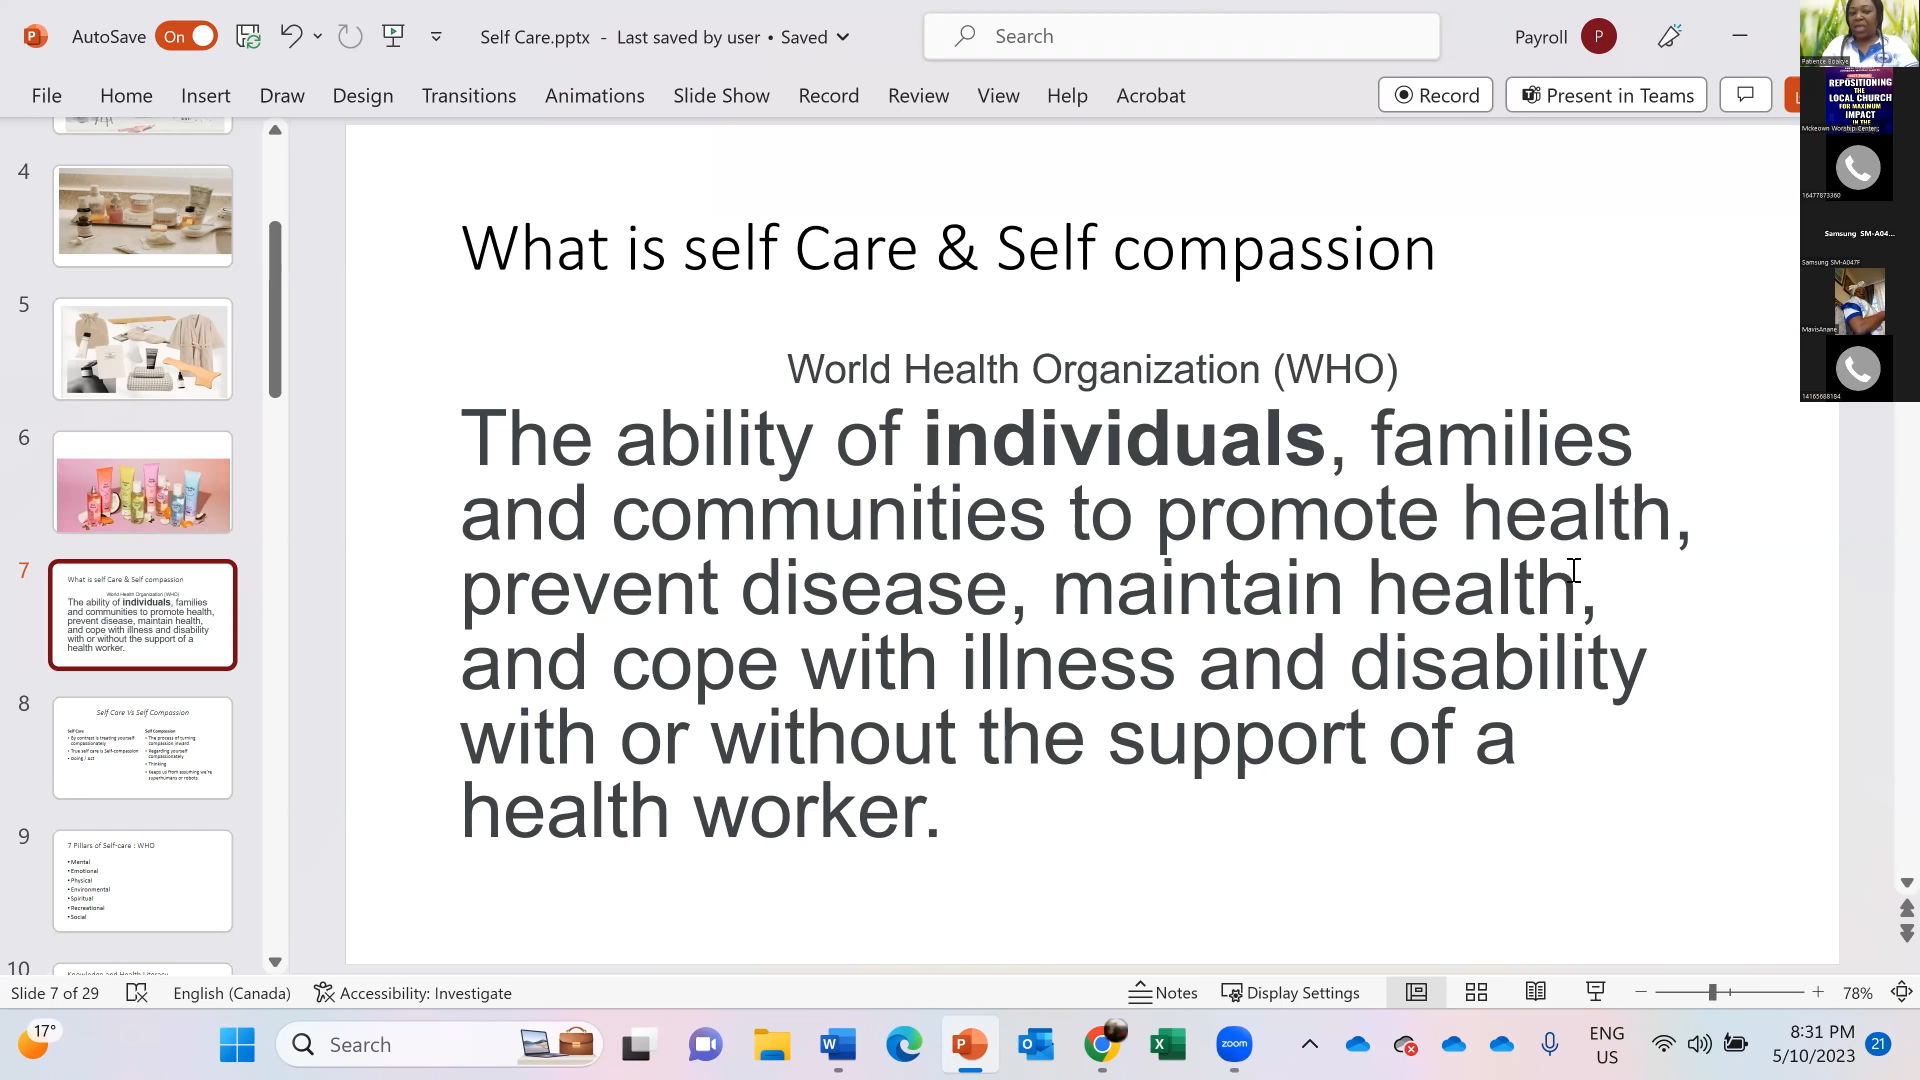 AutoSave On Self Care.pptx - Last saved by user • Saved Search Payroll P
File Home Insert Draw Design Transitions Animations Slide Show Record Review View Help Acrobat Record Present in Teams
Patience Boakye
REPOSITIONING
THE
LOCAL CHURCH
FOR MAXIMUM
IMPACT
IN THE
Mckeown Worship Center,
16477873360
Samsung SM-A04...
Samsung SM-A047F
MavisAnane
14165688184
4
5
6
7
What is self Care & Self compassion
World Health Organization (WHO)
The ability of individuals, families
and communities to promote health,
prevent disease, maintain health,
and cope with illness and disability
with or without the support of a
health worker.
8
Self Care Vs Self Compassion
Self Care
• By contrast is treating yourself
compassionately
• True self care is Self-compassion
• Doing / Act
Self Compassion
• The process of turning
compassion inward.
• Regarding yourself
compassionately
• Thinking
• Keeps us from assuming we're
superhumans or robots
9
7 Pillars of Self-care : WHO
• Mental
• Emotional
• Physical
• Environmental
• Spiritual
• Recreational
• Social
10
Knowledge and Health Literacy
What is self Care & Self compassion
World Health Organization (WHO)
The ability of individuals, families
and communities to promote health,
prevent disease, maintain health,
and cope with illness and disability
with or without the support of a
health worker.
Slide 7 of 29 English (Canada) Accessibility: Investigate Notes Display Settings 78%
17° Search zoom ENG
US
8:31 PM
5/10/2023
21